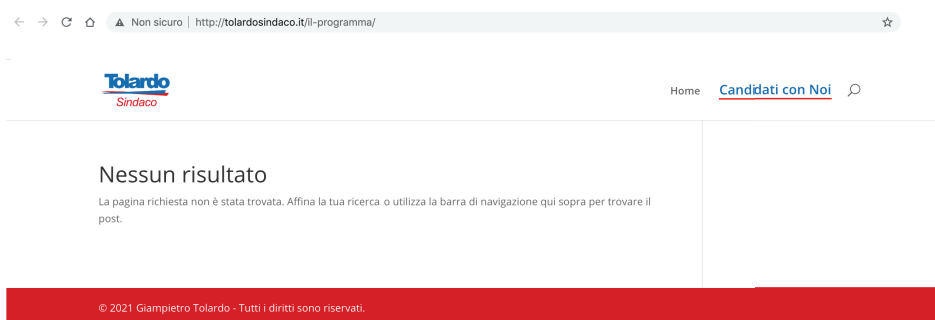 Non sicuro | http://tolardosindaco.it/il-programma/
Tolardo
Sindaco
Home Candidati con Noi
Nessun risultato
La pagina richiesta non è stata trovata. Affina la tua ricerca, o utilizza la barra di navigazione qui sopra per trovare il
post.
© 2021 Giampietro Tolardo - Tutti i diritti sono riservati.